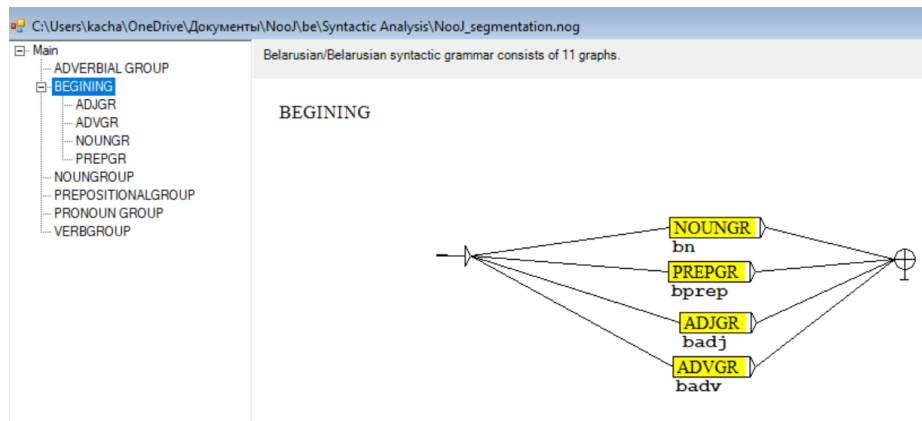 C:\Users\kacha\OneDrive\Документы\NooJ\be\Syntactic Analysis\NooJ_segmentation.nog
Main
ADVERBIAL GROUP
BEGINING
ADJGR
ADVGR
NOUNGR
PREPGR
NOUNGROUP
PREPOSITIONALGROUP
PRONOUN GROUP
VERBGROUP
Belarusian/Belarusian syntactic grammar consists of 11 graphs.
BEGINING
NOUNGR
bn
PREPGR
bprep
ADJGR
badj
ADVGR
badv